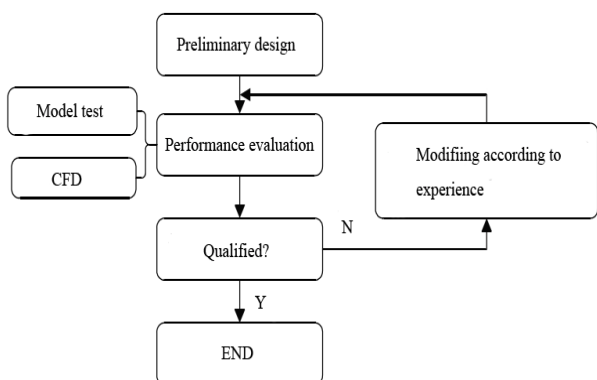 Preliminary design
Model test
Performance evaluation
CFD
Modifiing according to
experience
Qualified?
N
Y
END